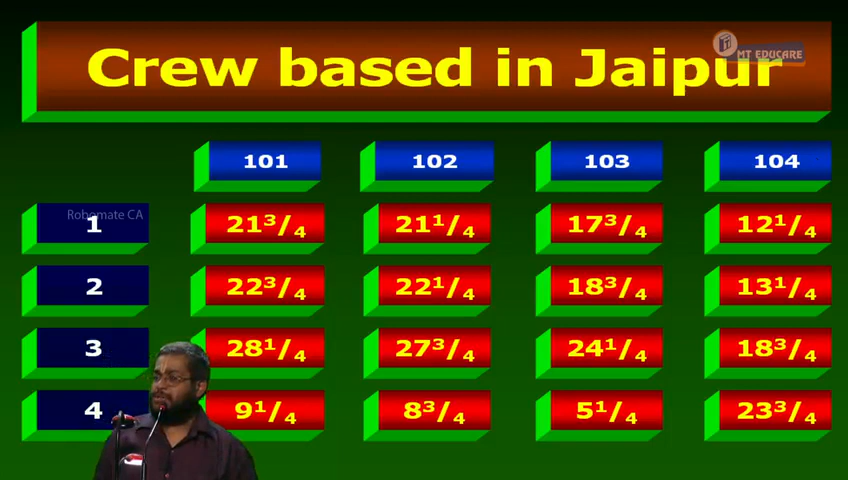 Crew based in Jaipur
MT EDUCARE
101 102 103 104
Robomate CA
1 21³/₄ 21¹/₄ 17³/₄ 12¹/₄
2 22³/₄ 22¹/₄ 18³/₄ 13¹/₄
3 28¹/₄ 27³/₄ 24¹/₄ 18³/₄
4 9¹/₄ 8³/₄ 5¹/₄ 23³/₄